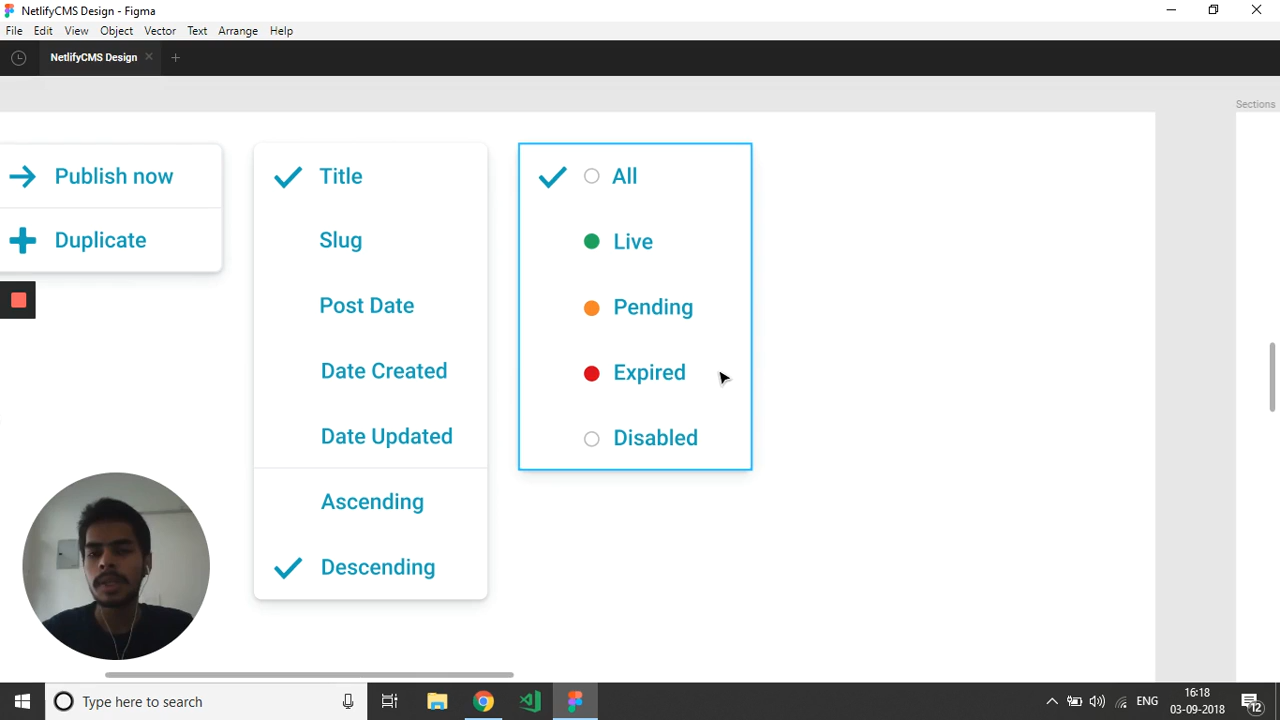 NetlifyCMS Design - Figma
File Edit View Object Vector Text Arrange Help
NetlifyCMS Design
Sections
Publish now
Duplicate
Title
Slug
Post Date
Date Created
Date Updated
Ascending
Descending
All
Live
Pending
Expired
Disabled
Type here to search
ENG
16:18
03-09-2018
12